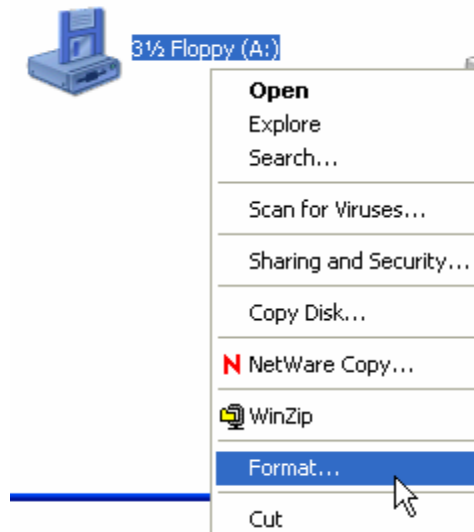 3½ Floppy (A:)
Open
Explore
Search...
Scan for Viruses...
Sharing and Security...
Copy Disk...
N NetWare Copy...
WinZip
Format...
Cut